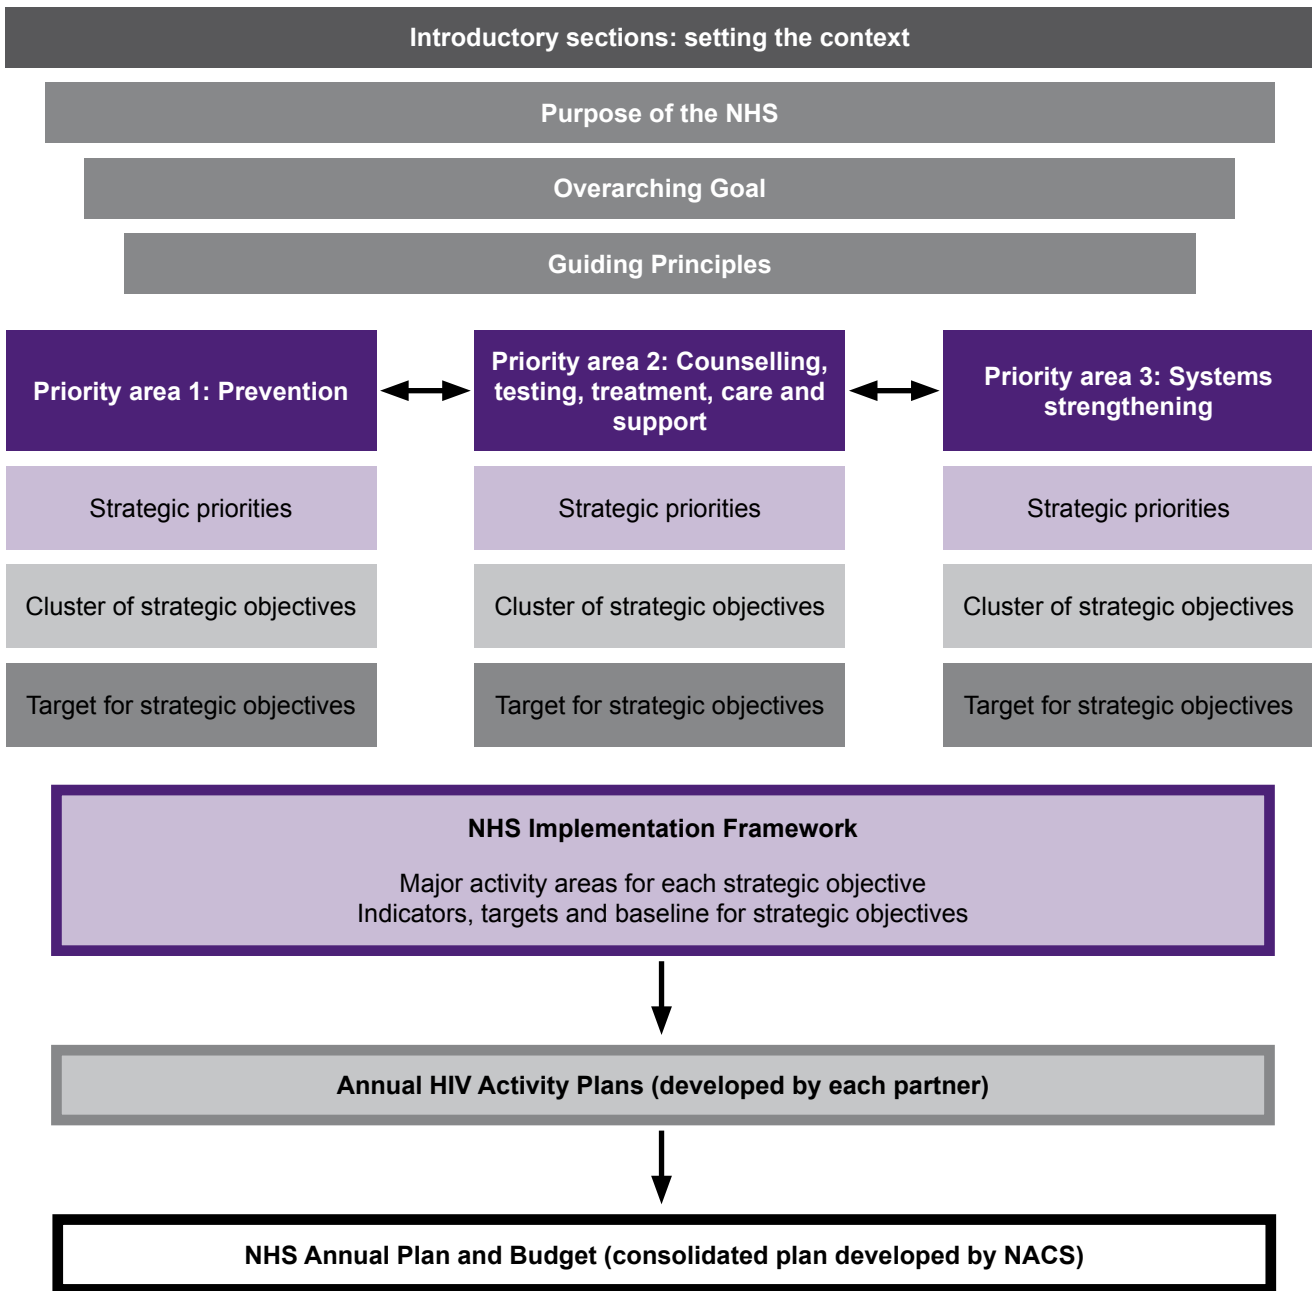 Introductory sections: setting the context
Purpose of the NHS
Overarching Goal
Guiding Principles
Priority area 1: Prevention
Priority area 2: Counselling,
testing, treatment, care and
support
Priority area 3: Systems
strengthening
Strategic priorities
Strategic priorities
Strategic priorities
Cluster of strategic objectives
Cluster of strategic objectives
Cluster of strategic objectives
Target for strategic objectives
Target for strategic objectives
Target for strategic objectives
NHS Implementation Framework
Major activity areas for each strategic objective
Indicators, targets and baseline for strategic objectives
Annual HIV Activity Plans (developed by each partner)
NHS Annual Plan and Budget (consolidated plan developed by NACS)